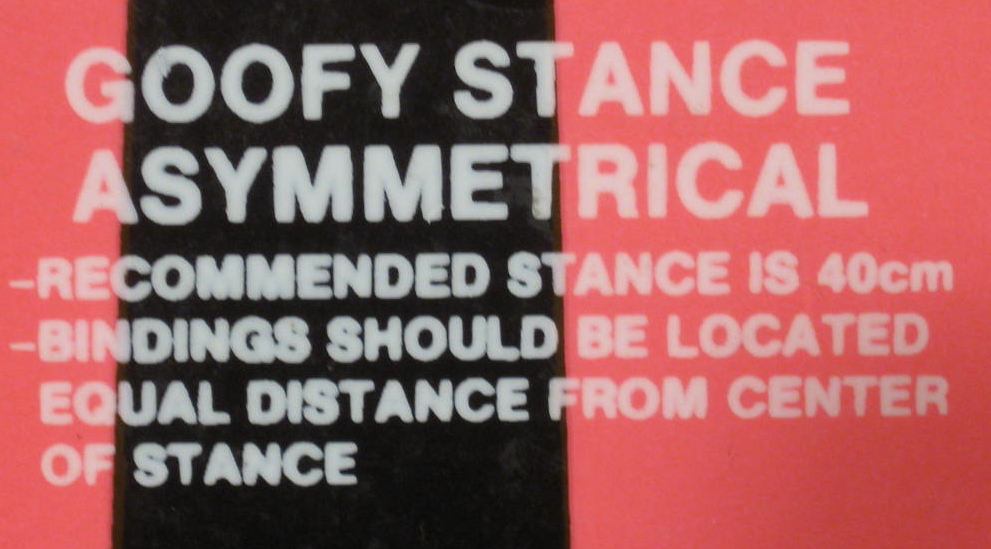 GOOFY STANCE
ASYMMETRICAL
-RECOMMENDED STANCE IS 40cm
-BINDINGS SHOULD BE LOCATED
EQUAL DISTANCE FROM CENTER
OF STANCE